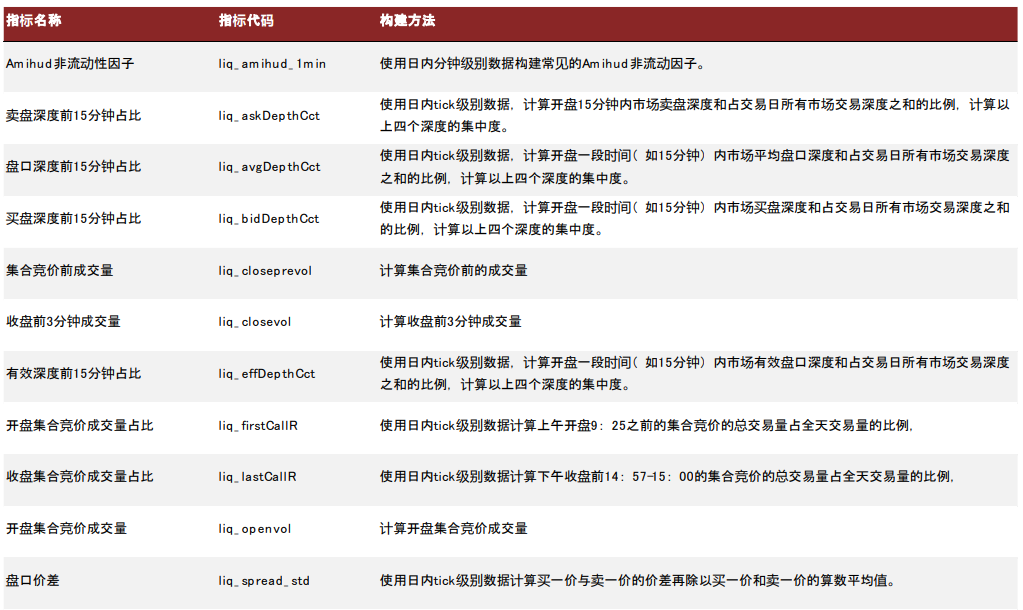 指标名称 指标代码 构建方法
Amihud非流动性因子 liq_amihud_1min 使用日内分钟级别数据构建常见的Amihud非流动因子。
卖盘深度前15分钟占比 liq_askDepthCct 使用日内tick级别数据，计算开盘15分钟内市场卖盘深度和占交易日所有市场交易深度之和的比例，计算以
上四个深度的集中度。
盘口深度前15分钟占比 liq_avgDepthCct 使用日内tick级别数据，计算开盘一段时间（如15分钟）内市场平均盘口深度和占交易日所有市场交易深度
之和的比例，计算以上四个深度的集中度。
买盘深度前15分钟占比 liq_bidDepthCct 使用日内tick级别数据，计算开盘一段时间（如15分钟）内市场买盘深度和占交易日所有市场交易深度之和
的比例，计算以上四个深度的集中度。
集合竞价前成交量 liq_closeprevol 计算集合竞价前的成交量
收盘前3分钟成交量 liq_closevol 计算收盘前3分钟成交量
有效深度前15分钟占比 liq_effDepthCct 使用日内tick级别数据，计算开盘一段时间（如15分钟）内市场有效盘口深度和占交易日所有市场交易深度
之和的比例，计算以上四个深度的集中度。
开盘集合竞价成交量占比 liq_firstCallR 使用日内tick级别数据计算上午开盘9：25之前的集合竞价的总交易量占全天交易量的比例，
收盘集合竞价成交量占比 liq_lastCallR 使用日内tick级别数据计算下午收盘前14：57-15：00的集合竞价的总交易量占全天交易量的比例，
开盘集合竞价成交量 liq_openvol 计算开盘集合竞价成交量
盘口价差 liq_spread_std 使用日内tick级别数据计算买一价与卖一价的价差再除以买一价和卖一价的算数平均值。